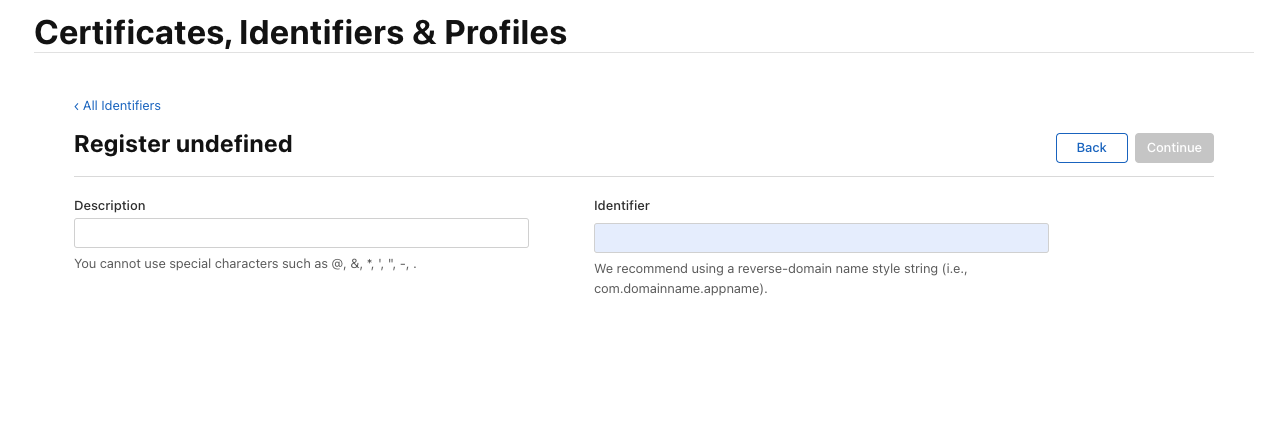 Certificates, Identifiers & Profiles
‹ All Identifiers
Register undefined
Back
Continue
Description
You cannot use special characters such as @, &, *, ', ", -, .
Identifier
We recommend using a reverse-domain name style string (i.e.,
com.domainname.appname).